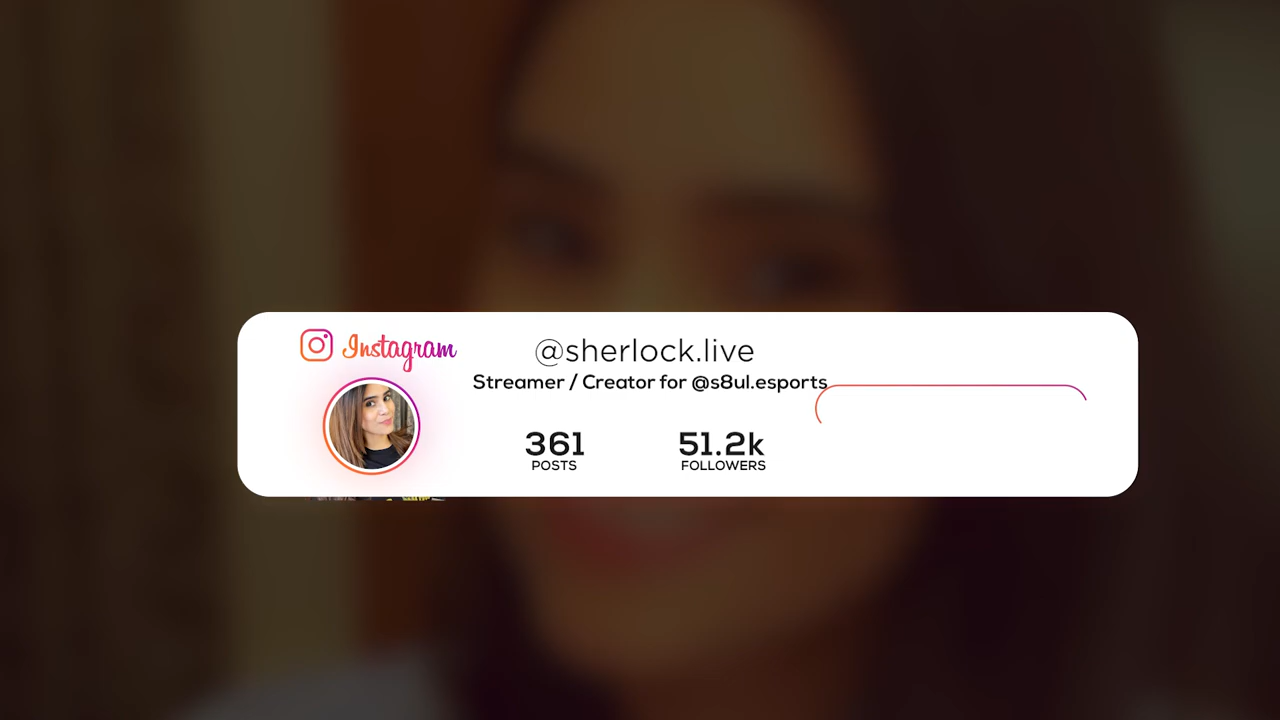 Instagram
@sherlock.live
Streamer / Creator for @s8ul.esports
361
POSTS
51.2k
FOLLOWERS